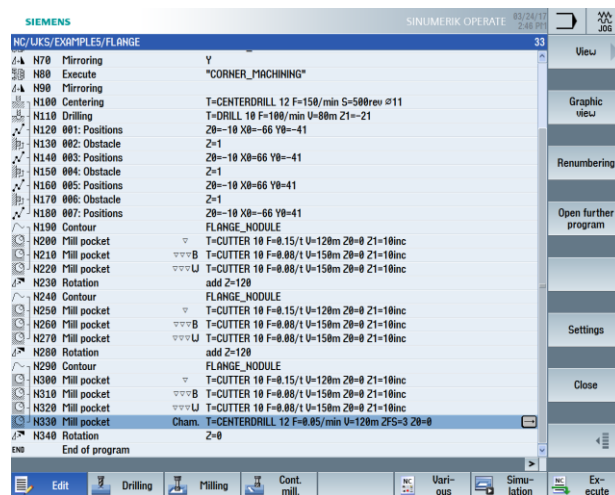 SIEMENS
SINUMERIK OPERATE 03/24/17 2:46 PM
JOG
NC/WKS/EXAMPLES/FLANGE 33
N70 Mirroring Y
N80 Execute "CORNER_MACHINING"
N90 Mirroring
N100 Centering T=CENTERDRILL 12 F=150/min S=500rev ⌀11
N110 Drilling T=DRILL 10 F=100/min V=80m Z1=-21
N120 001: Positions Z0=-10 X0=-66 Y0=-41
N130 002: Obstacle Z=1
N140 003: Positions Z0=-10 X0=66 Y0=-41
N150 004: Obstacle Z=1
N160 005: Positions Z0=-10 X0=66 Y0=41
N170 006: Obstacle Z=1
N180 007: Positions Z0=-10 X0=-66 Y0=41
N190 Contour FLANGE_NODULE
N200 Mill pocket ▽ T=CUTTER 10 F=0.15/t V=120m Z0=0 Z1=10inc
N210 Mill pocket ▽▽▽B T=CUTTER 10 F=0.08/t V=150m Z0=0 Z1=10inc
N220 Mill pocket ▽▽▽U T=CUTTER 10 F=0.08/t V=150m Z0=0 Z1=10inc
N230 Rotation add Z=120
N240 Contour FLANGE_NODULE
N250 Mill pocket ▽ T=CUTTER 10 F=0.15/t V=120m Z0=0 Z1=10inc
N260 Mill pocket ▽▽▽B T=CUTTER 10 F=0.08/t V=150m Z0=0 Z1=10inc
N270 Mill pocket ▽▽▽U T=CUTTER 10 F=0.08/t V=150m Z0=0 Z1=10inc
N280 Rotation add Z=120
N290 Contour FLANGE_NODULE
N300 Mill pocket ▽ T=CUTTER 10 F=0.15/t V=120m Z0=0 Z1=10inc
N310 Mill pocket ▽▽▽B T=CUTTER 10 F=0.08/t V=150m Z0=0 Z1=10inc
N320 Mill pocket ▽▽▽U T=CUTTER 10 F=0.08/t V=150m Z0=0 Z1=10inc
N330 Mill pocket Cham. T=CENTERDRILL 12 F=0.05/min V=120m ZFS=3 Z0=0
N340 Rotation Z=0
END End of program
View
Graphic
view
Renumbering
Open further
program
Settings
Close
Edit
Drilling
Milling
Cont.
mill.
NC
Vari-
ous
Simu-
lation
NC
Ex-
ecute